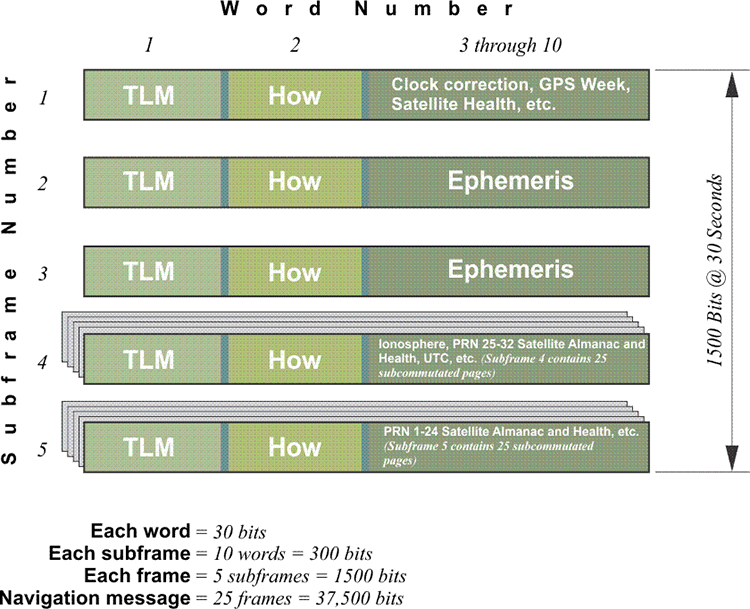 Word Number
1 2 3 through 10
Subframe Number
1 TLM How Clock correction, GPS Week,
Satellite Health, etc.
2 TLM How Ephemeris
3 TLM How Ephemeris
4 TLM How Ionosphere, PRN 25-32 Satellite Almanac and
Health, UTC, etc. (Subframe 4 contains 25
subcommutated pages)
5 TLM How PRN 1-24 Satellite Almanac and Health, etc.
(Subframe 5 contains 25 subcommutated
pages)
1500 Bits @ 30 Seconds
Each word = 30 bits
Each subframe = 10 words = 300 bits
Each frame = 5 subframes = 1500 bits
Navigation message = 25 frames = 37,500 bits